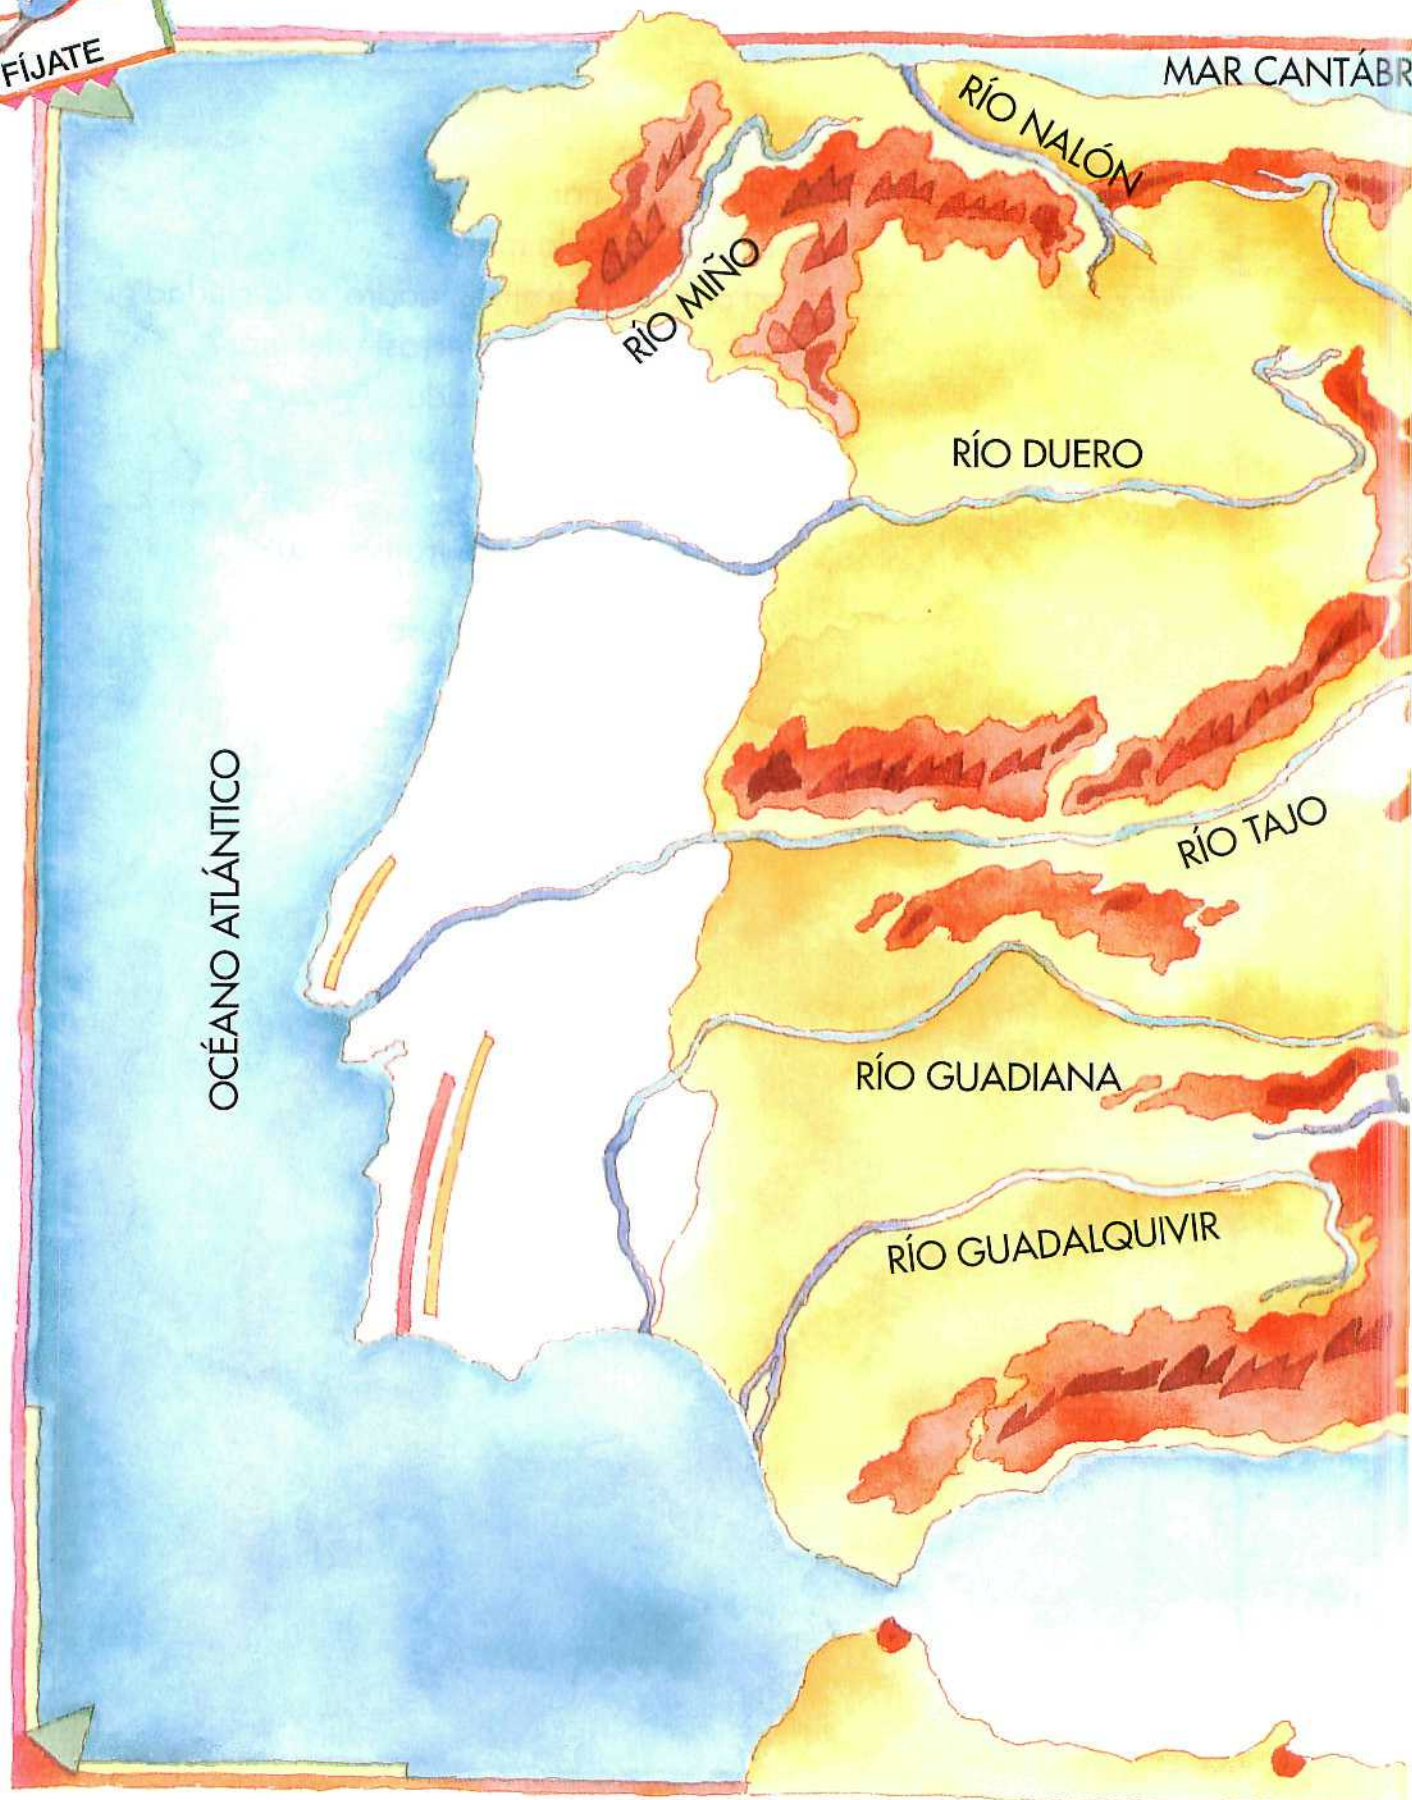 FÍJATE
MAR CANTÁBR
RÍO NALÓN
RÍO MIÑO
RÍO DUERO
OCÉANO ATLÁNTICO
RÍO TAJO
RÍO GUADIANA
RÍO GUADALQUIVIR